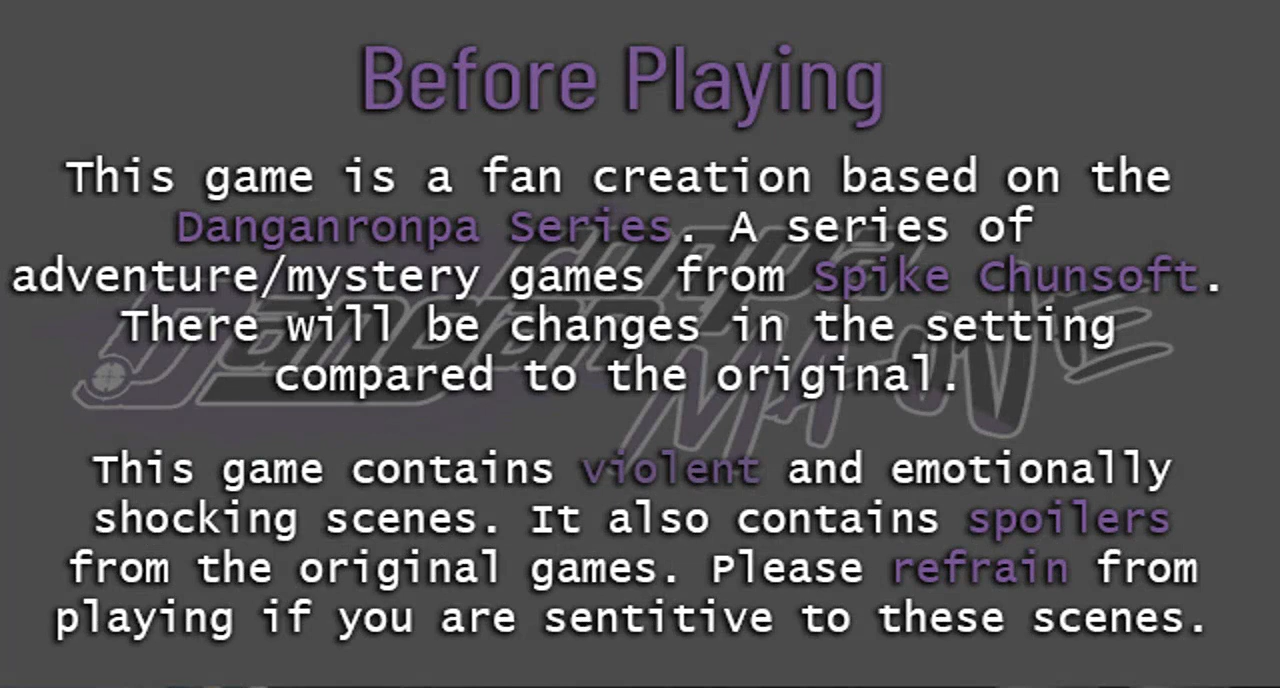 Before Playing
This game is a fan creation based on the
Danganronpa Series. A series of
adventure/mystery games from Spike Chunsoft.
There will be changes in the setting
compared to the original.
This game contains violent and emotionally
shocking scenes. It also contains spoilers
from the original games. Please refrain from
playing if you are sentitive to these scenes.